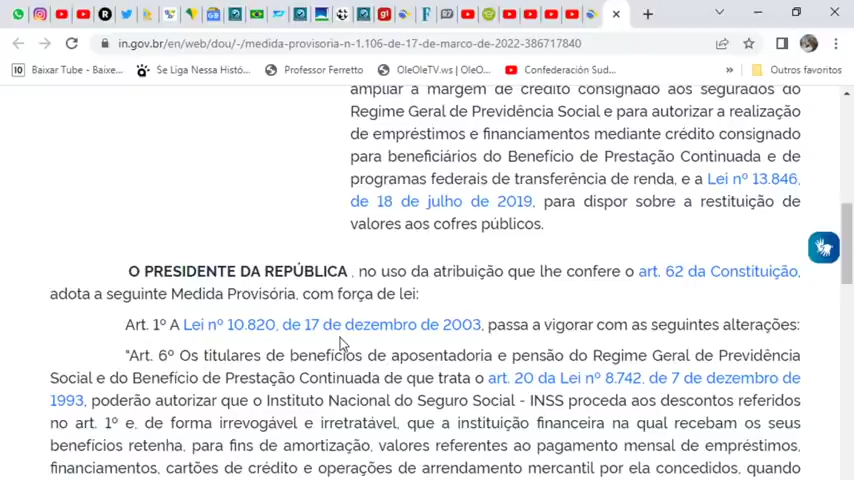 in.gov.br/en/web/dou/-/medida-provisoria-n-1.106-de-17-de-marco-de-2022-386717840
Baixar Tube - Baixe... Se Liga Nessa Histó... Professor Ferretto OleOleTV.ws | OleO... Confederación Sud... » Outros favoritos
ampliar a margem de crédito consignado aos segurados do
Regime Geral de Previdência Social e para autorizar a realização
de empréstimos e financiamentos mediante crédito consignado
para beneficiários do Benefício de Prestação Continuada e de
programas federais de transferência de renda, e a Lei nº 13.846,
de 18 de julho de 2019, para dispor sobre a restituição de
valores aos cofres públicos.
O PRESIDENTE DA REPÚBLICA , no uso da atribuição que lhe confere o art. 62 da Constituição,
adota a seguinte Medida Provisória, com força de lei:
Art. 1º A Lei nº 10.820, de 17 de dezembro de 2003, passa a vigorar com as seguintes alterações:
"Art. 6º Os titulares de benefícios de aposentadoria e pensão do Regime Geral de Previdência
Social e do Benefício de Prestação Continuada de que trata o art. 20 da Lei nº 8.742, de 7 de dezembro de
1993, poderão autorizar que o Instituto Nacional do Seguro Social - INSS proceda aos descontos referidos
no art. 1º e, de forma irrevogável e irretratável, que a instituição financeira na qual recebam os seus
benefícios retenha, para fins de amortização, valores referentes ao pagamento mensal de empréstimos,
financiamentos, cartões de crédito e operações de arrendamento mercantil por ela concedidos, quando